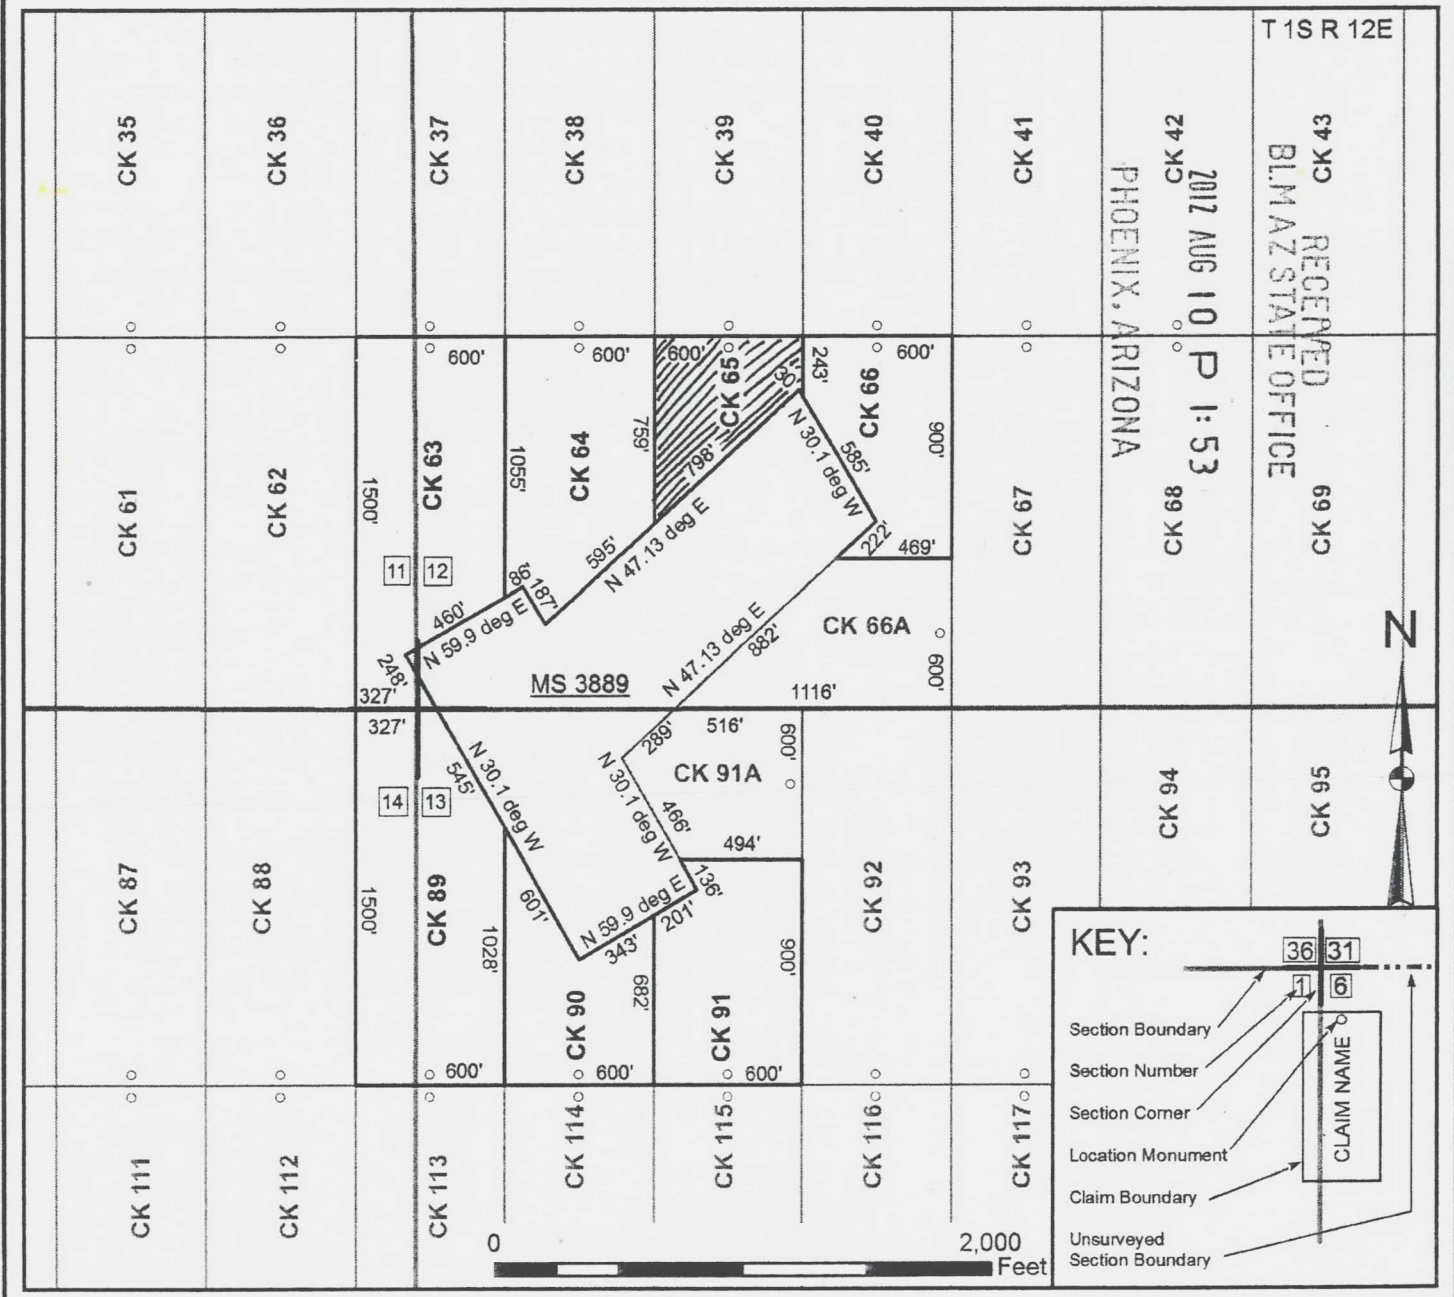 T 1S R 12E
CK 35
CK 36
CK 37
CK 38
CK 39
CK 40
CK 41
CK 42
CK 43
RECEIVED
BLM AZ STATE OFFICE
2012 AUG 10 P 1:53
PHOENIX, ARIZONA
600'
600'
600'
243'
600'
CK 61
CK 62
1500'
CK 63
1055'
CK 64
759'
CK 65
30'
798'
CK 66
900'
CK 67
CK 68
CK 69
N 30.1 deg W
585'
222'
469'
11
12
595'
N 47.13 deg E
86'
187'
460'
N 59.9 deg E
248'
327'
MS 3889
N 47.13 deg E
882'
CK 66A
600'
1116'
N
327'
289'
516'
600'
CK 91A
14
13
545'
N 30.1 deg W
601'
N 30.1 deg W
466'
494'
136'
N 59.9 deg E
343'
201'
CK 87
CK 88
1500'
CK 89
1028'
CK 90
682'
CK 91
900'
CK 92
CK 93
CK 94
CK 95
600'
600'
600'
CK 111
CK 112
CK 113
CK 114
CK 115
CK 116
CK 117
0
2,000
Feet
KEY:
36
31
1
6
Section Boundary
Section Number
Section Corner
Location Monument
Claim Boundary
Unsurveyed
Section Boundary
CLAIM NAME